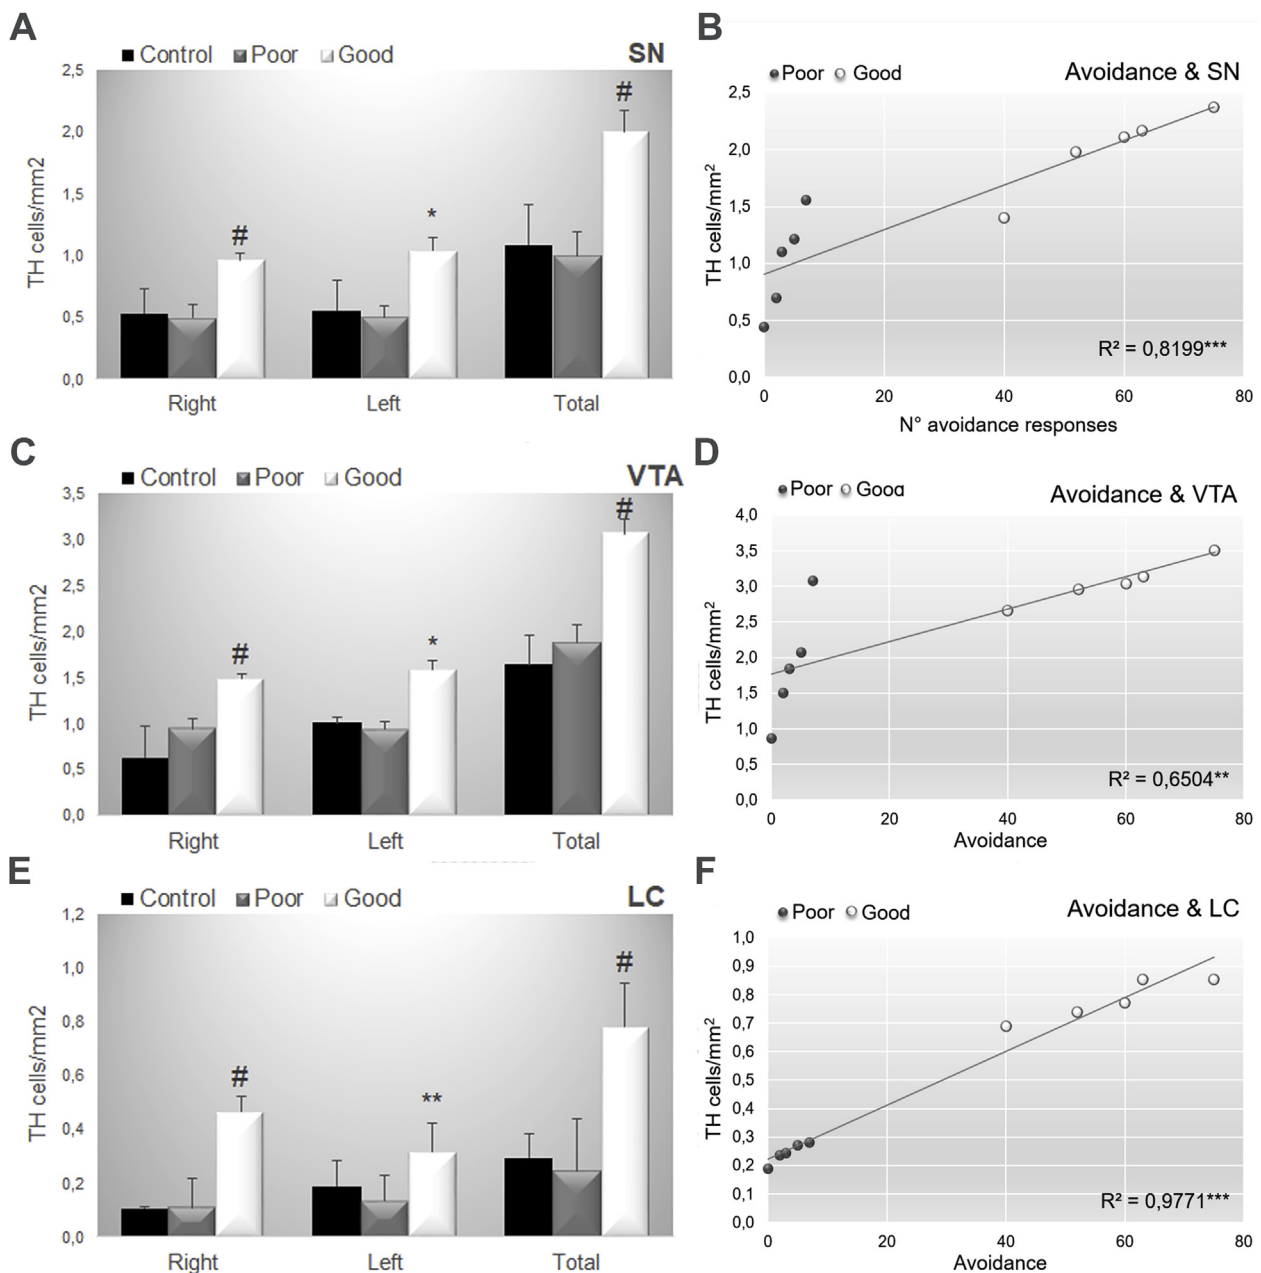 A
Control Poor Good SN
2,5
2,0
1,5
1,0
0,5
0,0
TH cells/mm2
# * #
Right Left Total
B
Poor Good Avoidance & SN
2,5
2,0
1,5
1,0
0,5
0,0
TH cells/mm²
R² = 0,8199***
0 20 40 60 80
N° avoidance responses
C
Control Poor Good VTA
3,5
3,0
2,5
2,0
1,5
1,0
0,5
0,0
TH cells/mm2
# * #
Right Left Total
D
Poor Good Avoidance & VTA
4,0
3,5
3,0
2,5
2,0
1,5
1,0
0,5
0,0
TH cells/mm²
R² = 0,6504**
0 20 40 60 80
Avoidance
E
Control Poor Good LC
1,2
1,0
0,8
0,6
0,4
0,2
0,0
TH cells/mm2
# ** #
Right Left Total
F
Poor Good Avoidance & LC
1,0
0,9
0,8
0,7
0,6
0,5
0,4
0,3
0,2
0,1
0,0
TH cells/mm²
R² = 0,9771***
0 20 40 60 80
Avoidance